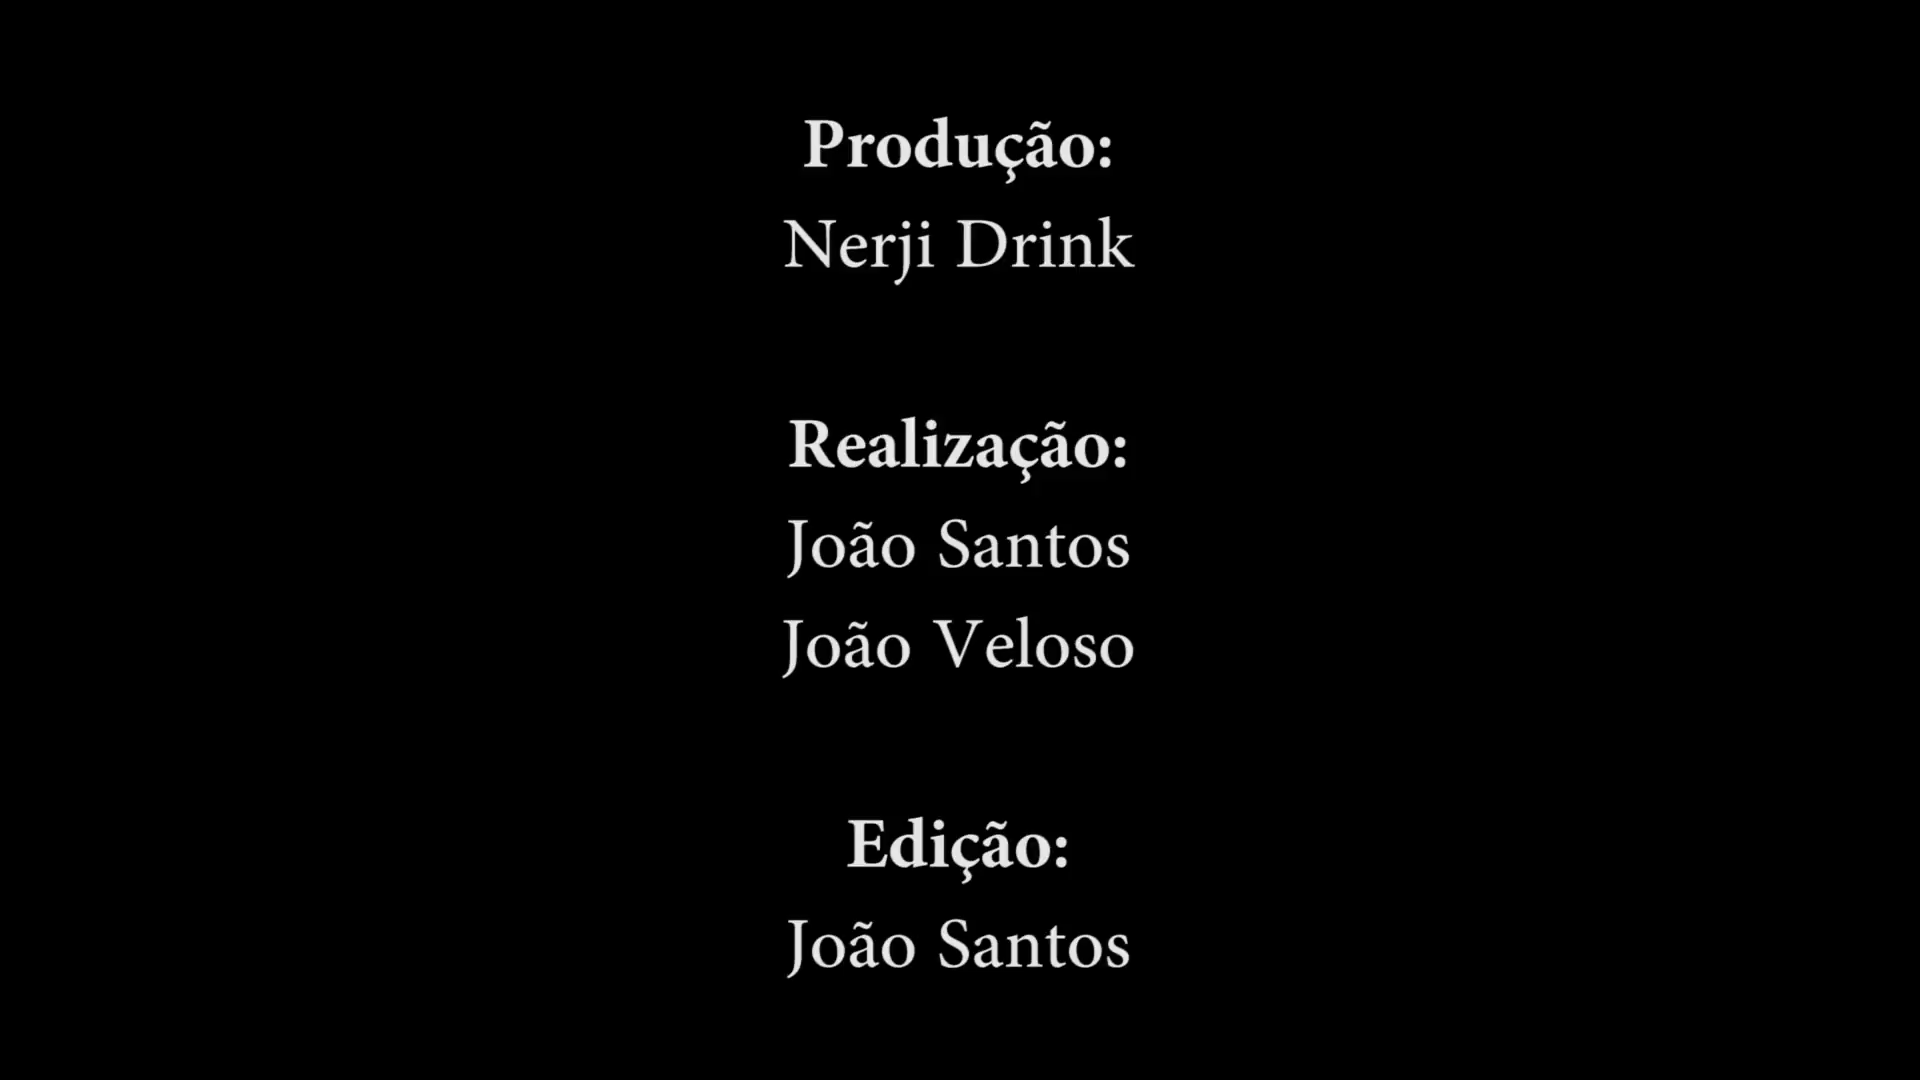 Produção:
Nerji Drink
Realização:
João Santos
João Veloso
Edição:
João Santos